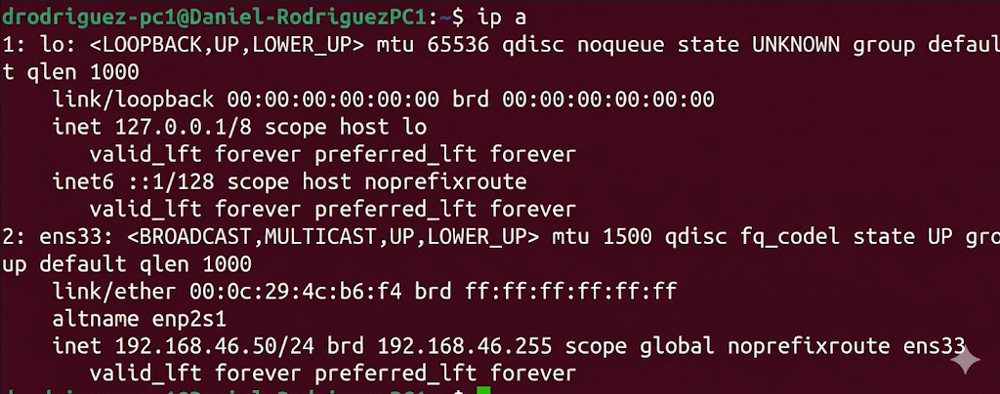 drodriguez-pc1@Daniel-RodriguezPC1:~$ ip a
1: lo: <LOOPBACK,UP,LOWER_UP> mtu 65536 qdisc noqueue state UNKNOWN group defaul
t qlen 1000
    link/loopback 00:00:00:00:00:00 brd 00:00:00:00:00:00
    inet 127.0.0.1/8 scope host lo
       valid_lft forever preferred_lft forever
    inet6 ::1/128 scope host noprefixroute
       valid_lft forever preferred_lft forever
2: ens33: <BROADCAST,MULTICAST,UP,LOWER_UP> mtu 1500 qdisc fq_codel state UP gro
up default qlen 1000
    link/ether 00:0c:29:4c:b6:f4 brd ff:ff:ff:ff:ff:ff
    altname enp2s1
    inet 192.168.46.50/24 brd 192.168.46.255 scope global noprefixroute ens33
       valid_lft forever preferred_lft forever